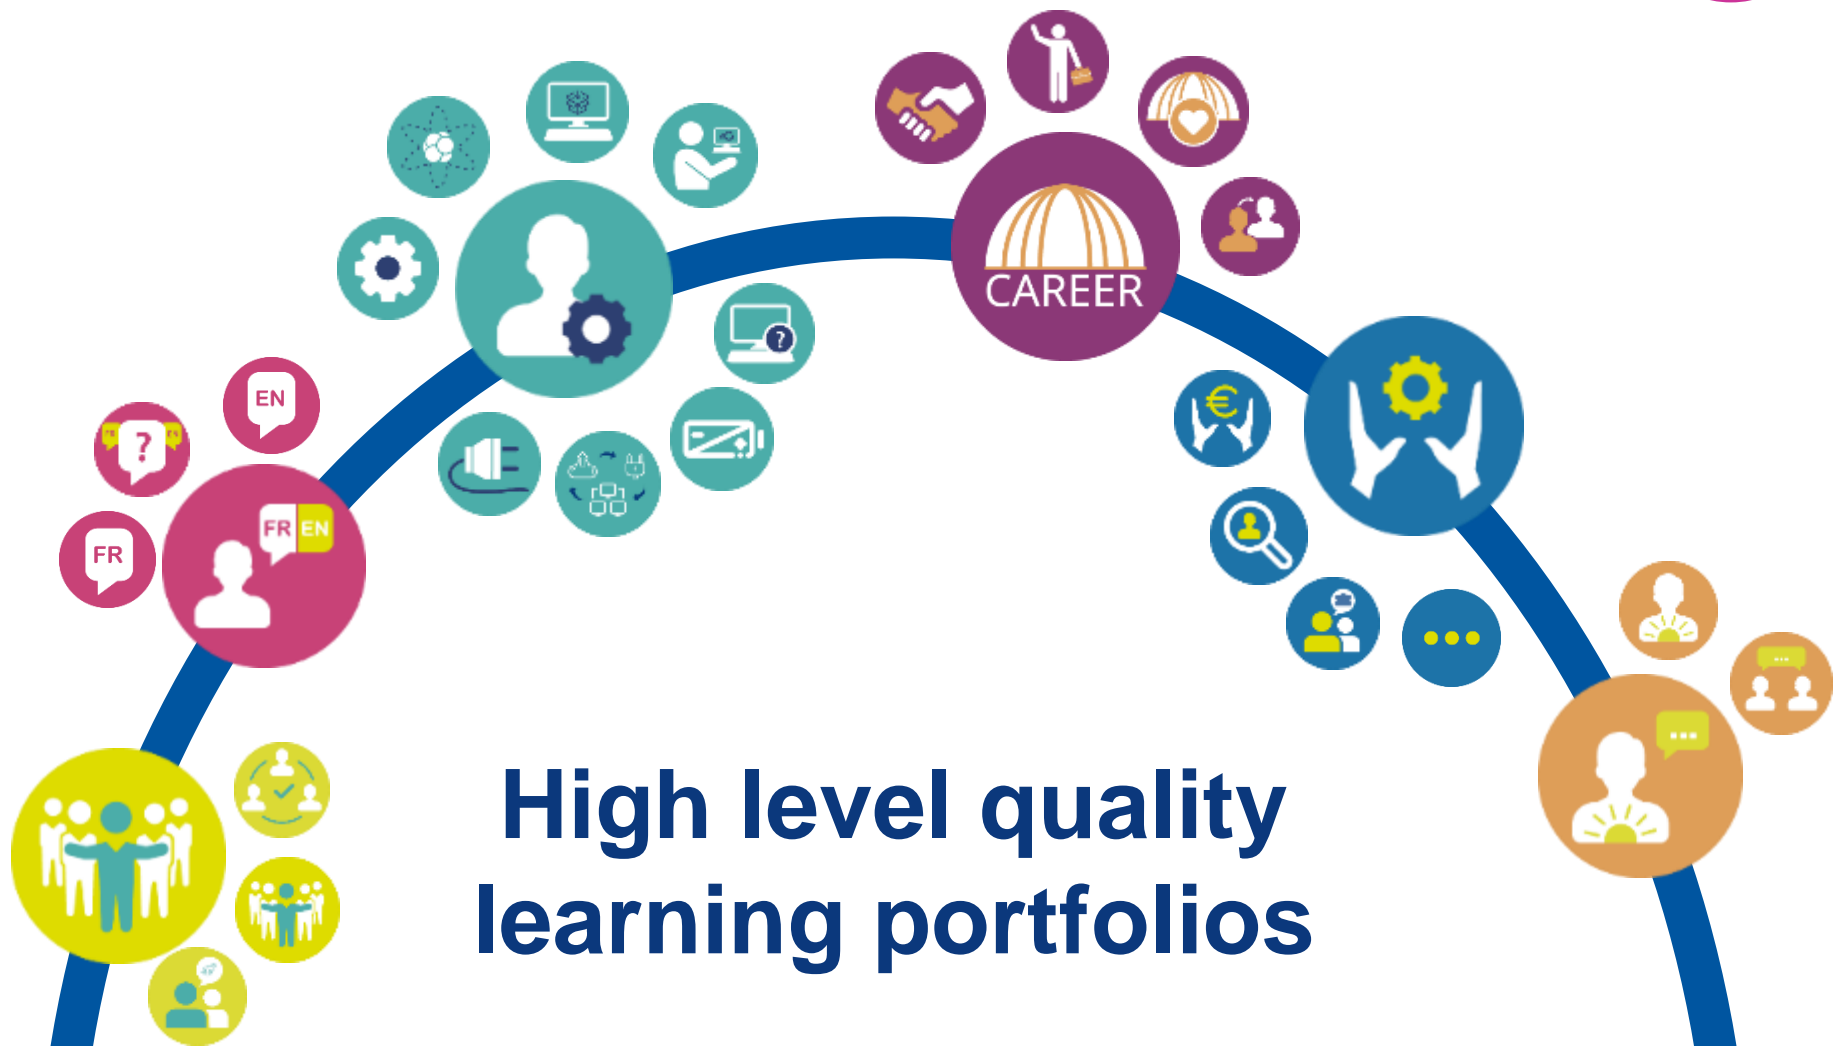 CAREER
EN
?
?
FR EN
FR
€
High level quality
learning portfolios